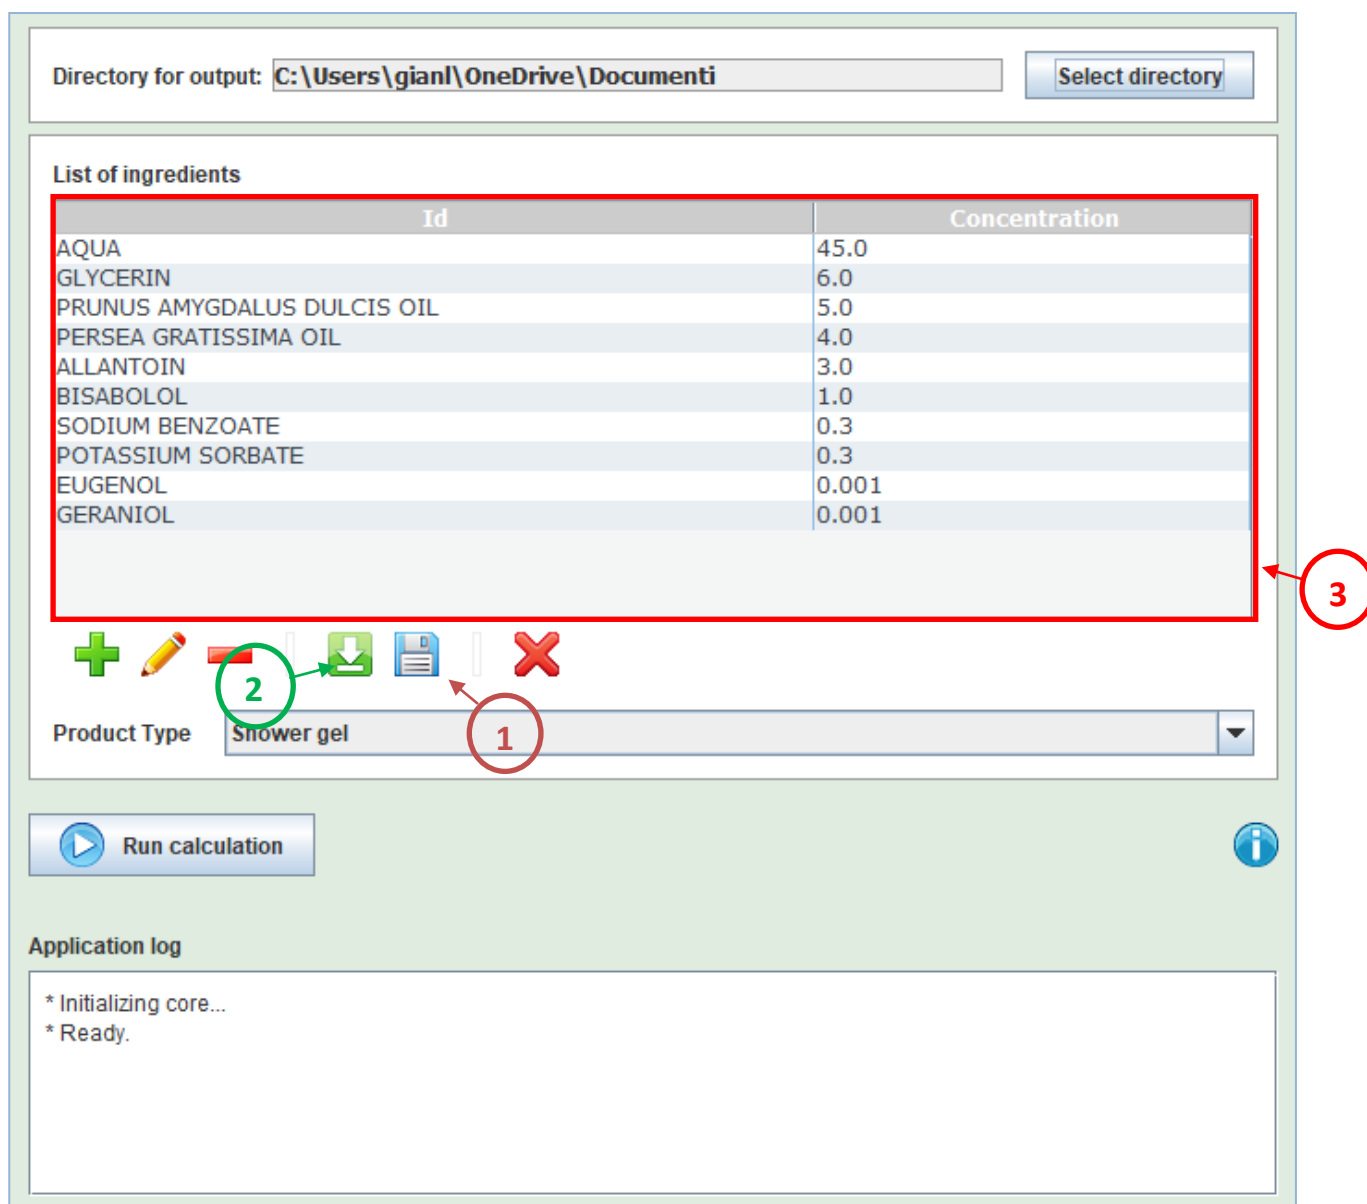 Directory for output: C:\Users\gianl\OneDrive\Documenti Select directory
List of ingredients
Id Concentration
AQUA 45.0
GLYCERIN 6.0
PRUNUS AMYGDALUS DULCIS OIL 5.0
PERSEA GRATISSIMA OIL 4.0
ALLANTOIN 3.0
BISABOLOL 1.0
SODIUM BENZOATE 0.3
POTASSIUM SORBATE 0.3
EUGENOL 0.001
GERANIOL 0.001
3
2
1
Product Type Shower gel
Run calculation
Application log
* Initializing core...
* Ready.